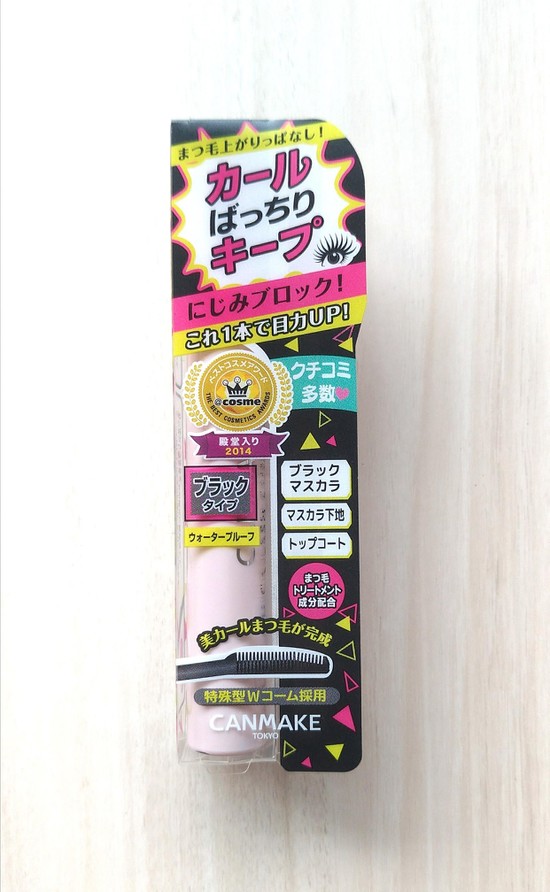 まつ毛上がりっぱなし!
カール
ばっちり
キープ
にじみブロック!
これ1本で目力UP!
ベストコスメアワード
@cosme
THE BEST COSMETICS AWARDS
殿堂入り
2014
クチコミ
多数
ブラック
タイプ
ウォータープルーフ
ブラック
マスカラ
マスカラ下地
トップコート
まつ毛
トリートメント
成分配合
美カールまつ毛が完成
特殊型Wコーム採用
CANMAKE
TOKYO